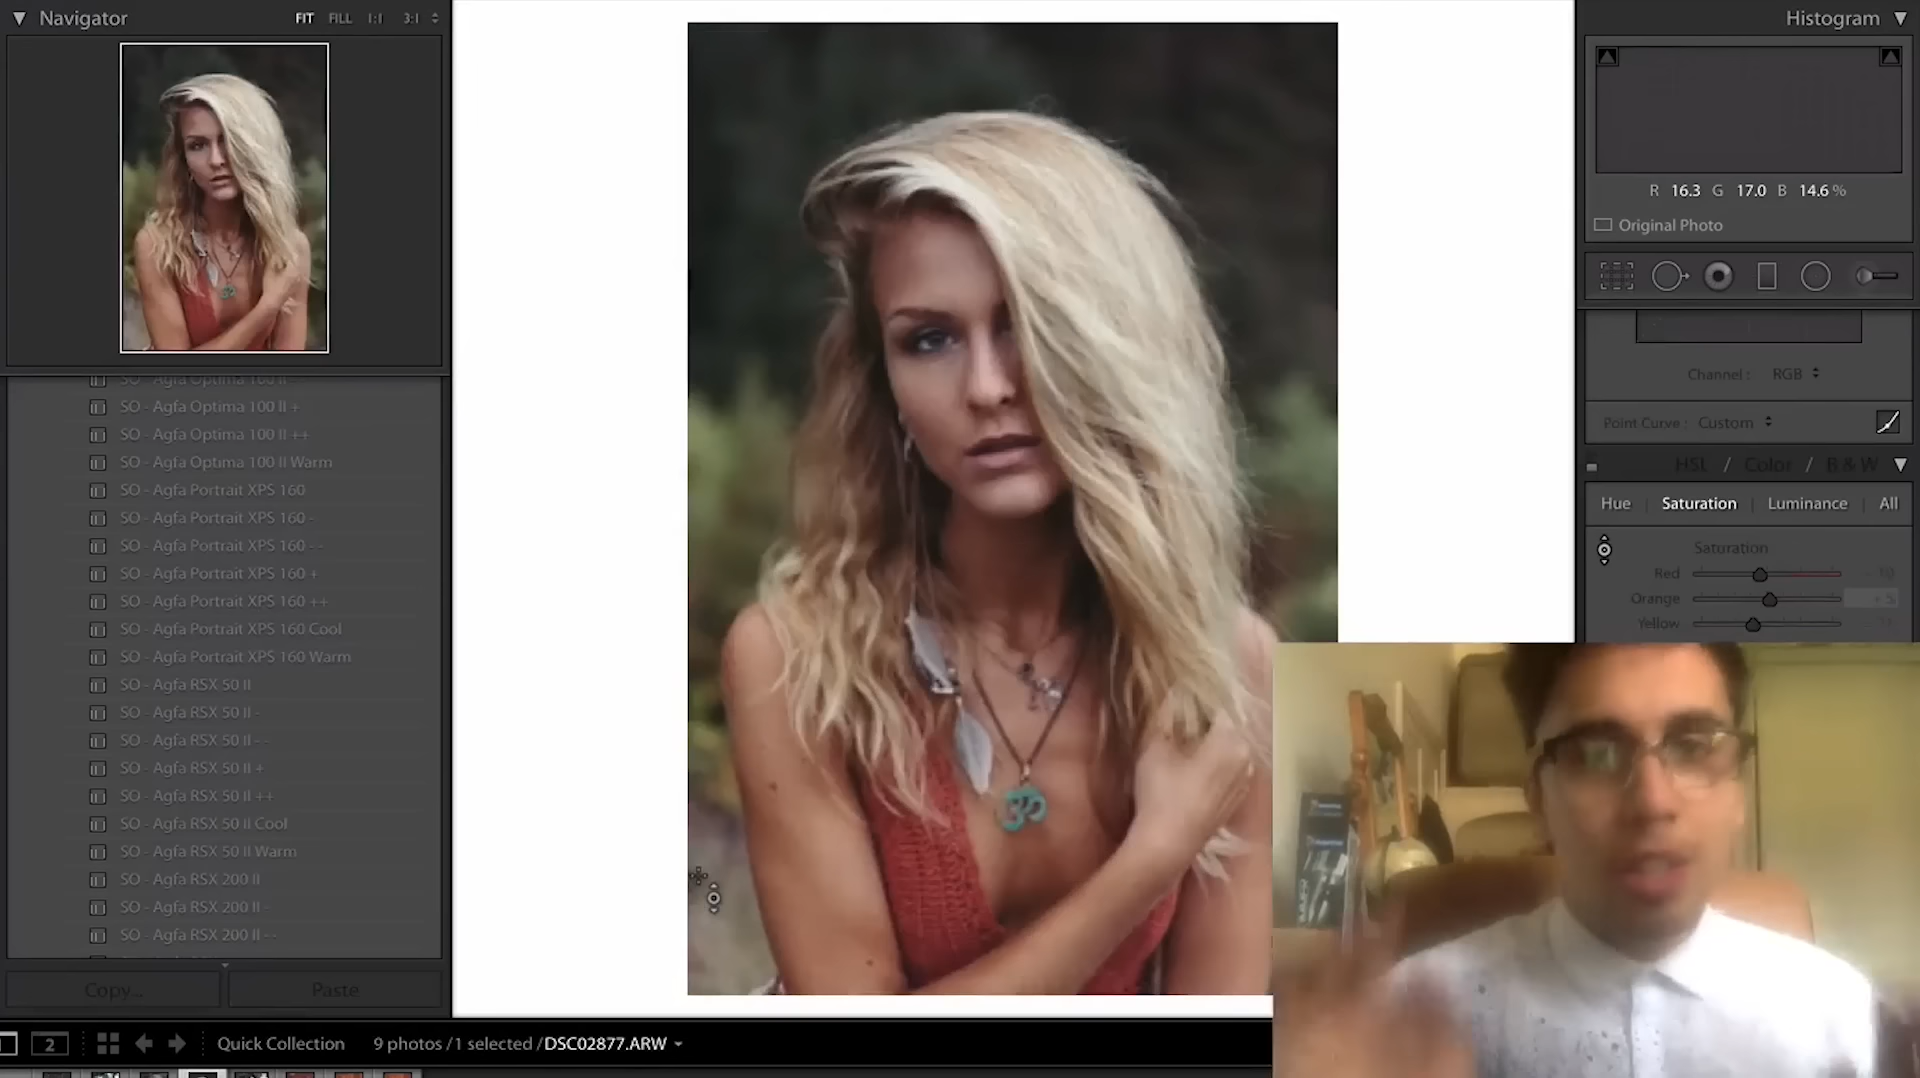 Navigator
FIT FILL 1:1 3:1
SO - Agfa Optima 100 II -
SO - Agfa Optima 100 II +
SO - Agfa Optima 100 II ++
SO - Agfa Optima 100 II Warm
SO - Agfa Portrait XPS 160
SO - Agfa Portrait XPS 160 -
SO - Agfa Portrait XPS 160 - -
SO - Agfa Portrait XPS 160 +
SO - Agfa Portrait XPS 160 ++
SO - Agfa Portrait XPS 160 Cool
SO - Agfa Portrait XPS 160 Warm
SO - Agfa RSX 50 II
SO - Agfa RSX 50 II -
SO - Agfa RSX 50 II - -
SO - Agfa RSX 50 II +
SO - Agfa RSX 50 II ++
SO - Agfa RSX 50 II Cool
SO - Agfa RSX 50 II Warm
SO - Agfa RSX 200 II
SO - Agfa RSX 200 II -
SO - Agfa RSX 200 II - -
Copy... Paste
2 Quick Collection 9 photos / 1 selected / DSC02877.ARW
Histogram
R 16.3 G 17.0 B 14.6 %
Original Photo
Channel : RGB
Point Curve : Custom
HSL / Color / B & W
Hue Saturation Luminance All
Saturation
Red - 10
Orange + 5
Yellow